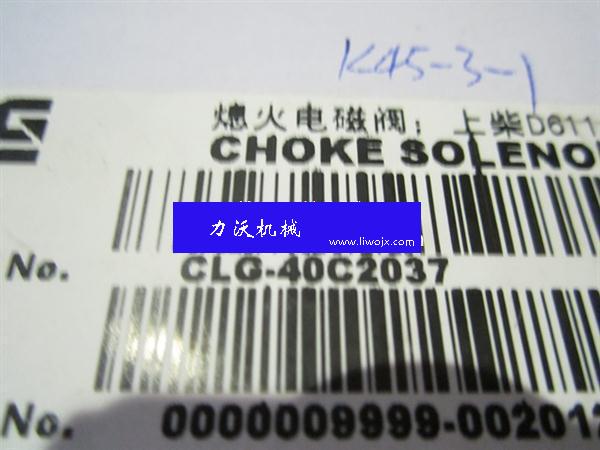 K45-3-1
熄火电磁阀：上柴D611
CHOKE SOLENO
力沃机械
www.liwojx.com
No. CLG-40C2037
No. 0000009999-002012